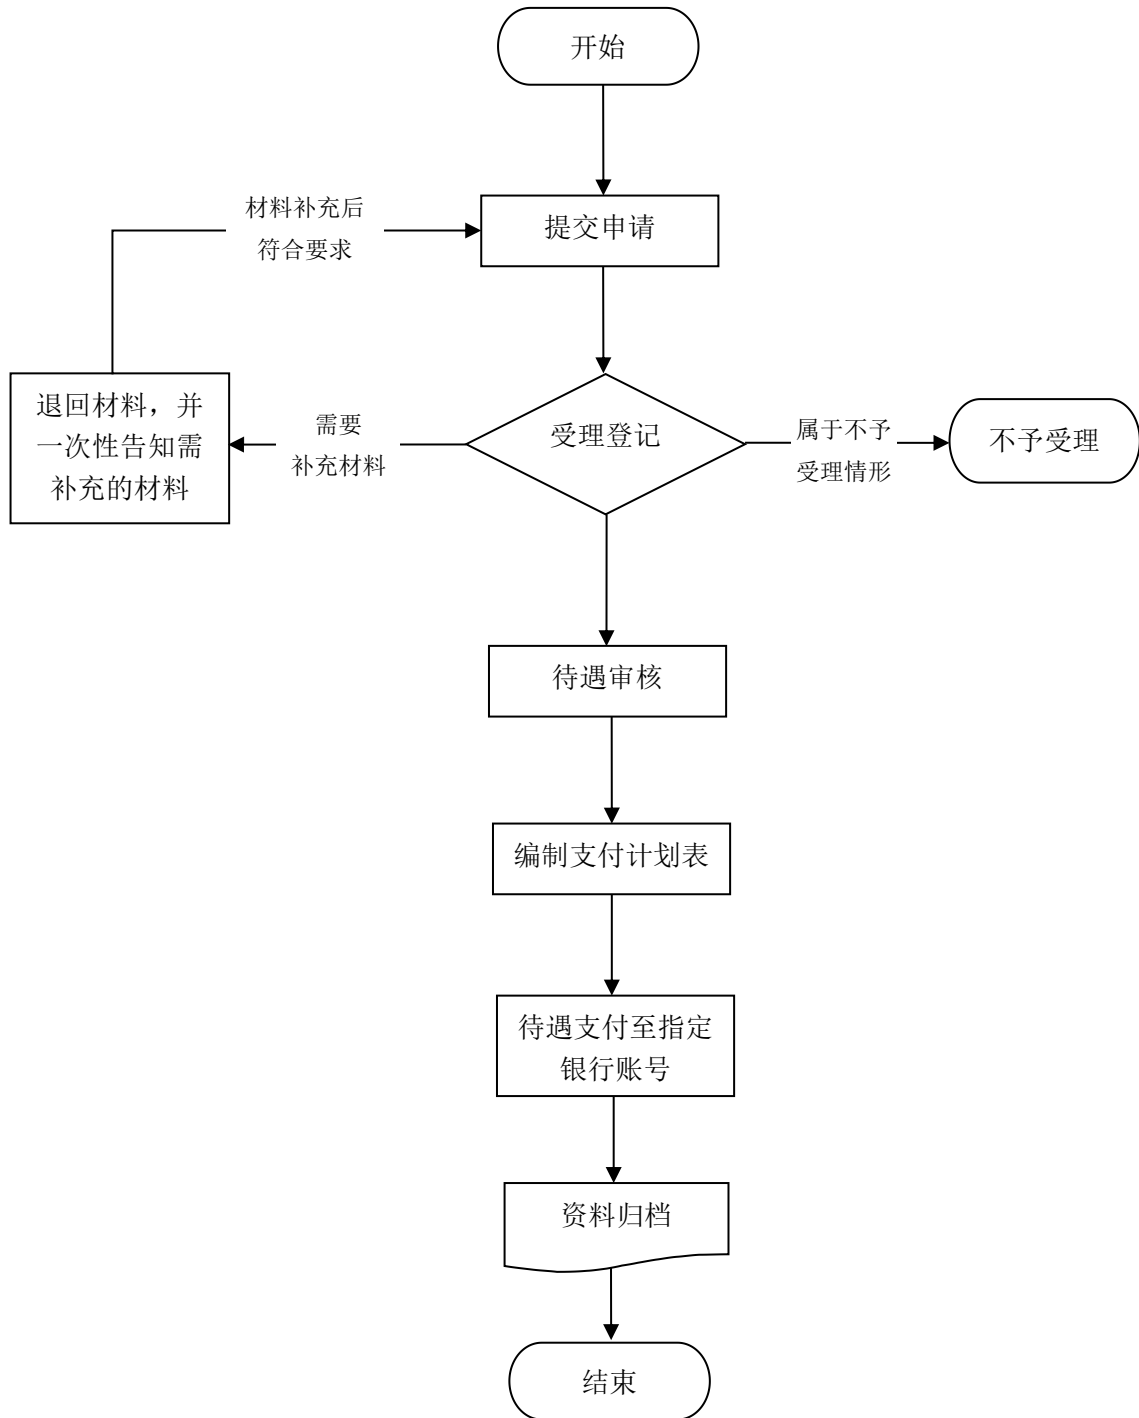 开始
材料补充后
符合要求
提交申请
退回材料，并
一次性告知需
补充的材料
需要
补充材料
受理登记
属于不予
受理情形
不予受理
待遇审核
编制支付计划表
待遇支付至指定
银行账号
资料归档
结束